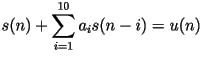 $s(n) + \sum_{i=1}^{10} a_i s(n-i) = u(n)$